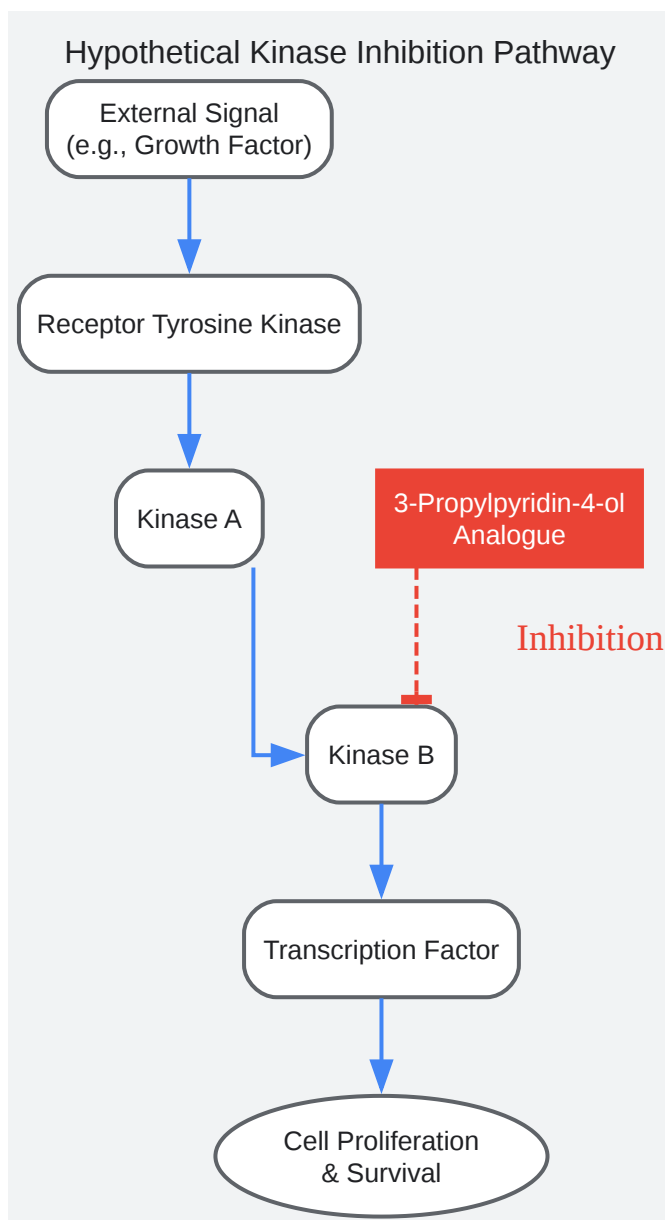 Hypothetical Kinase Inhibition Pathway
External Signal
(e.g., Growth Factor)
Receptor Tyrosine Kinase
Kinase A
3-Propylpyridin-4-ol
Analogue
Inhibition
Kinase B
Transcription Factor
Cell Proliferation
& Survival